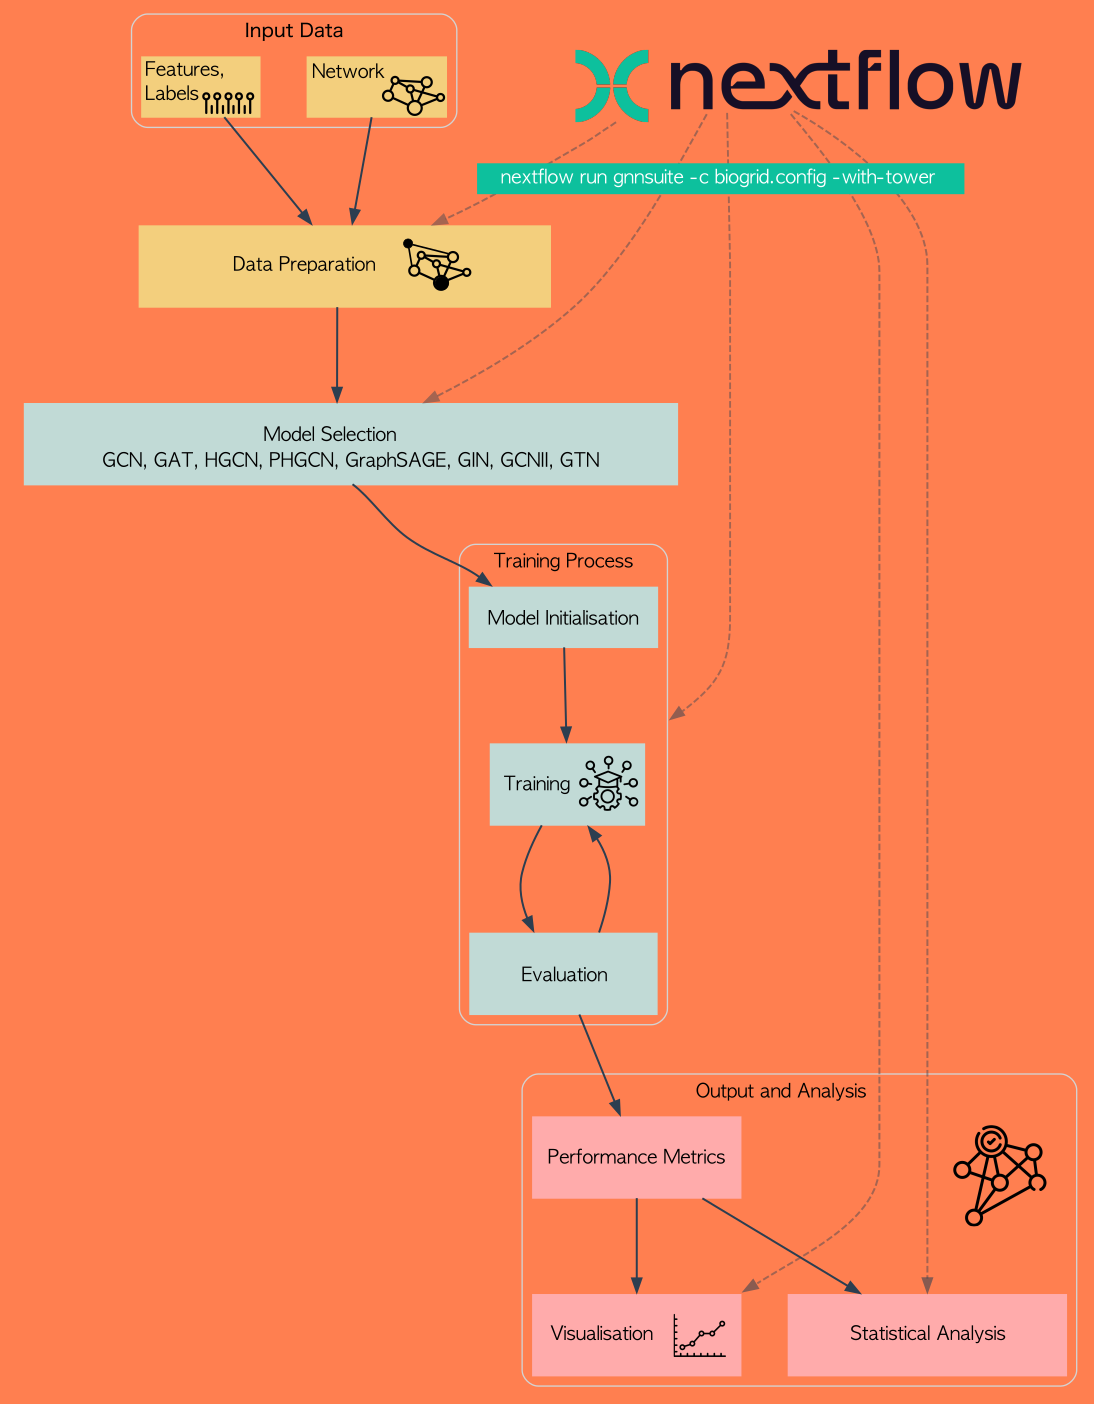 Input Data
Features,
Labels
Network
nextflow
nextflow run gnnsuite -c biogrid.config -with-tower
Data Preparation
Model Selection
GCN, GAT, HGCN, PHGCN, GraphSAGE, GIN, GCNII, GTN
Training Process
Model Initialisation
Training
Evaluation
Output and Analysis
Performance Metrics
Visualisation
Statistical Analysis